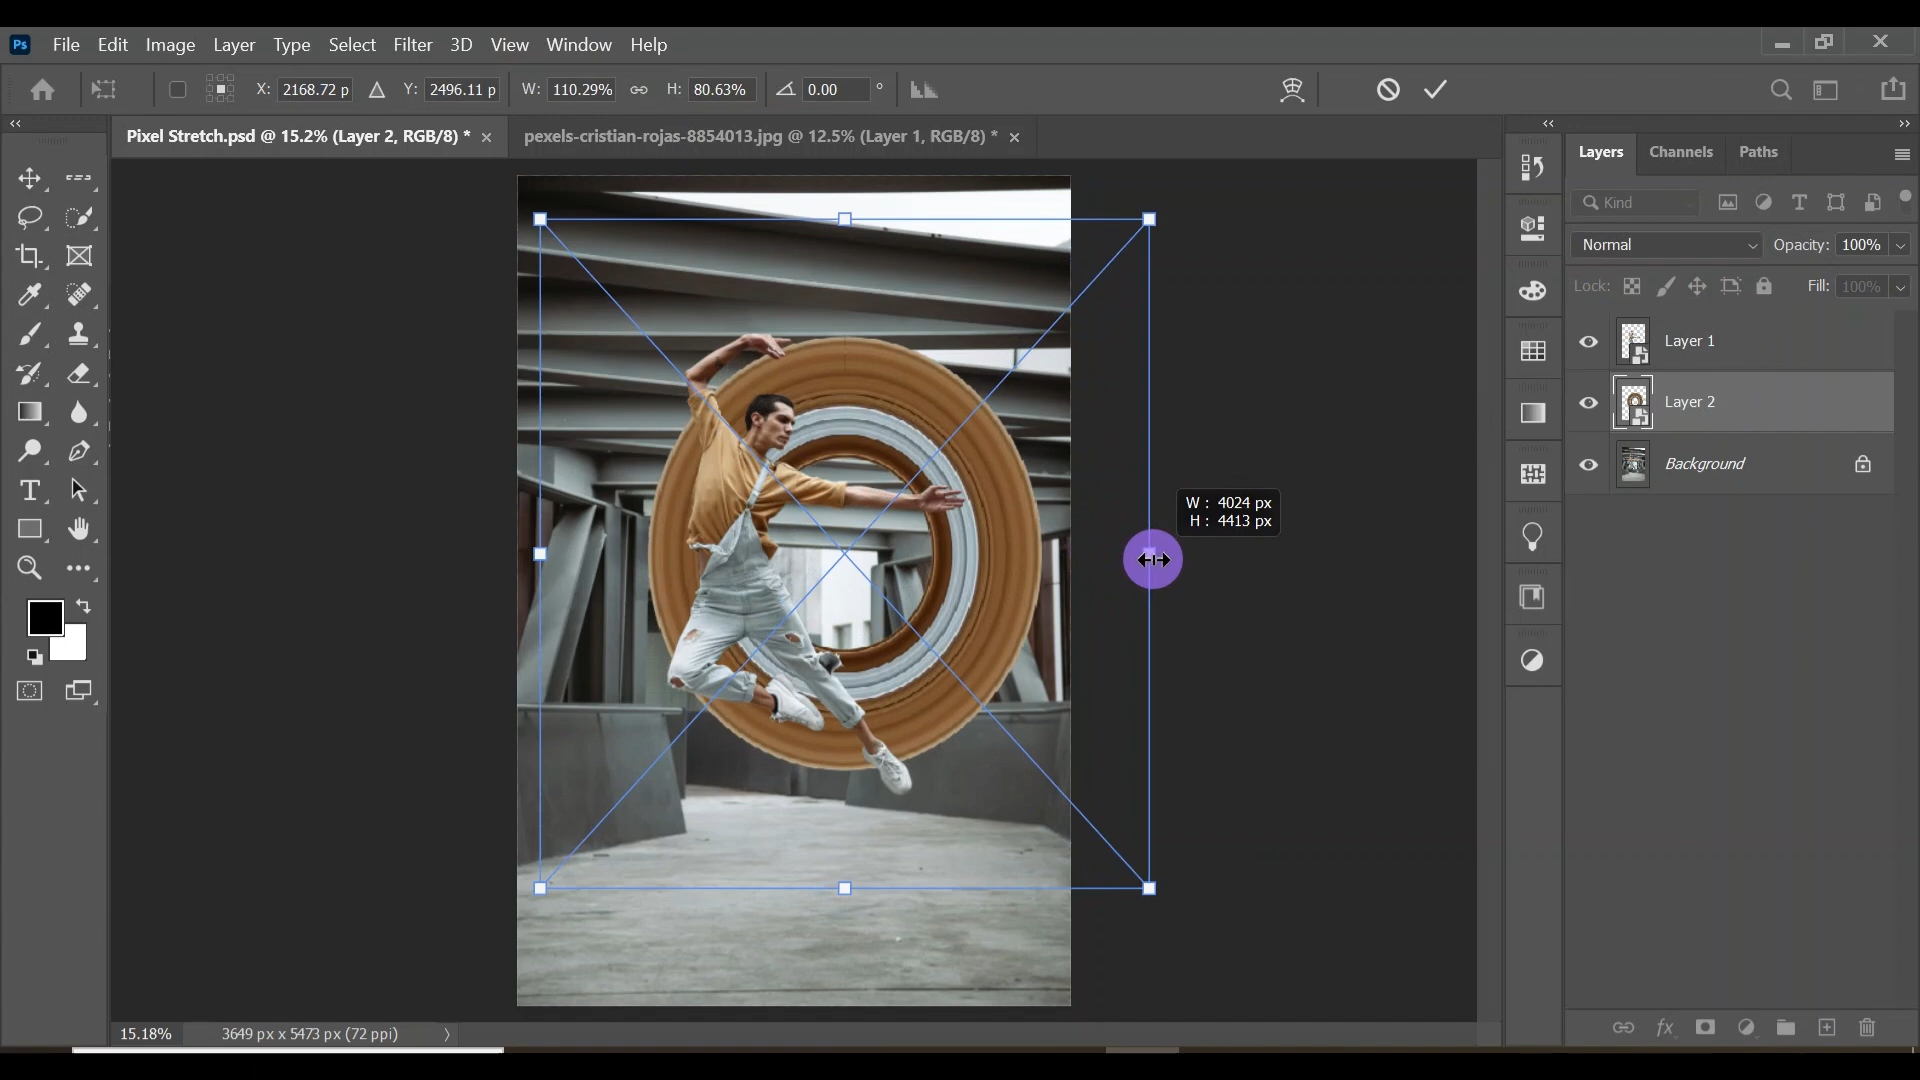 Ps File Edit Image Layer Type Select Filter 3D View Window Help
X: 2168.72 p Y: 2496.11 p W: 110.29% H: 80.63% 0.00 °
Pixel Stretch.psd @ 15.2% (Layer 2, RGB/8) * pexels-cristian-rojas-8854013.jpg @ 12.5% (Layer 1, RGB/8) *
Layers Channels Paths
Kind
Normal Opacity: 100%
Lock: Fill: 100%
Layer 1
Layer 2
Background
W : 4024 px
H : 4413 px
15.18% 3649 px x 5473 px (72 ppi)